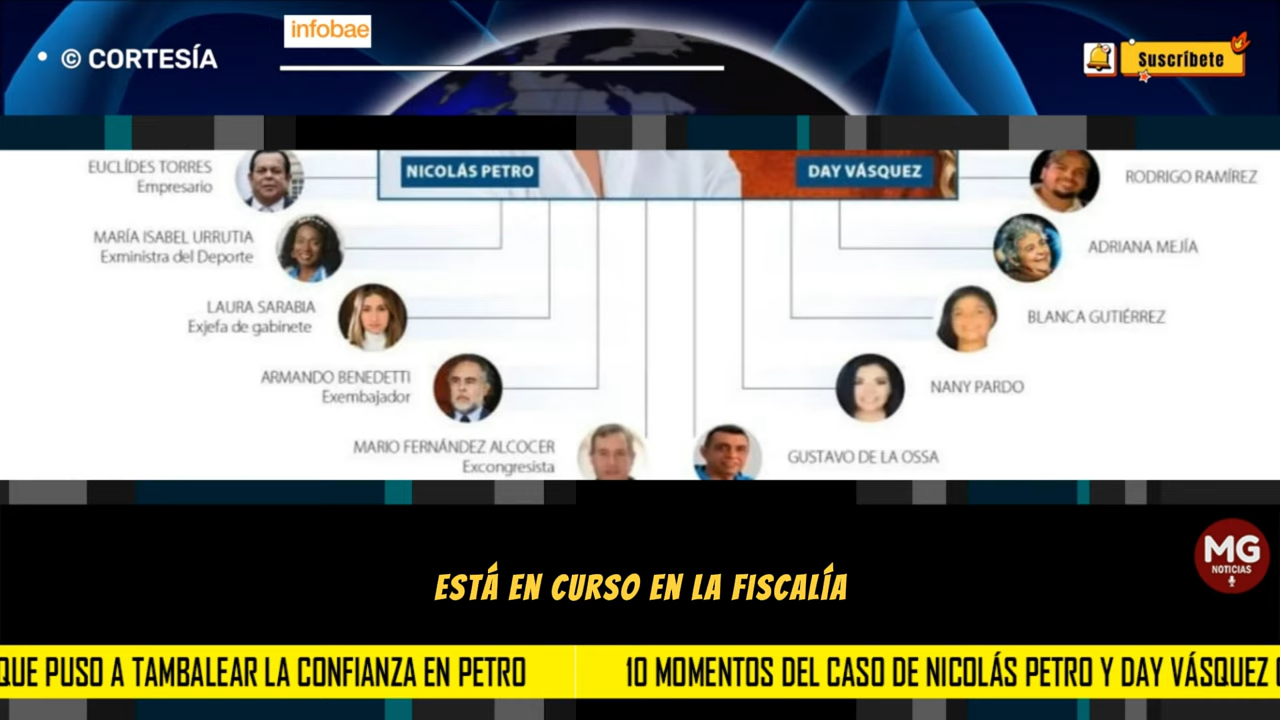 infobae
© CORTESÍA
Suscríbete
EUCLÍDES TORRES
Empresario
NICOLÁS PETRO
DAY VÁSQUEZ
RODRIGO RAMÍREZ
MARÍA ISABEL URRUTIA
Exministra del Deporte
ADRIANA MEJÍA
LAURA SARABIA
Exjefa de gabinete
BLANCA GUTIÉRREZ
ARMANDO BENEDETTI
Exembajador
NANY PARDO
MARIO FERNÁNDEZ ALCOCER
Excongresista
GUSTAVO DE LA OSSA
MG
NOTICIAS
ESTÁ EN CURSO EN LA FISCALÍA
QUE PUSO A TAMBALEAR LA CONFIANZA EN PETRO
10 MOMENTOS DEL CASO DE NICOLÁS PETRO Y DAY VÁSQUEZ